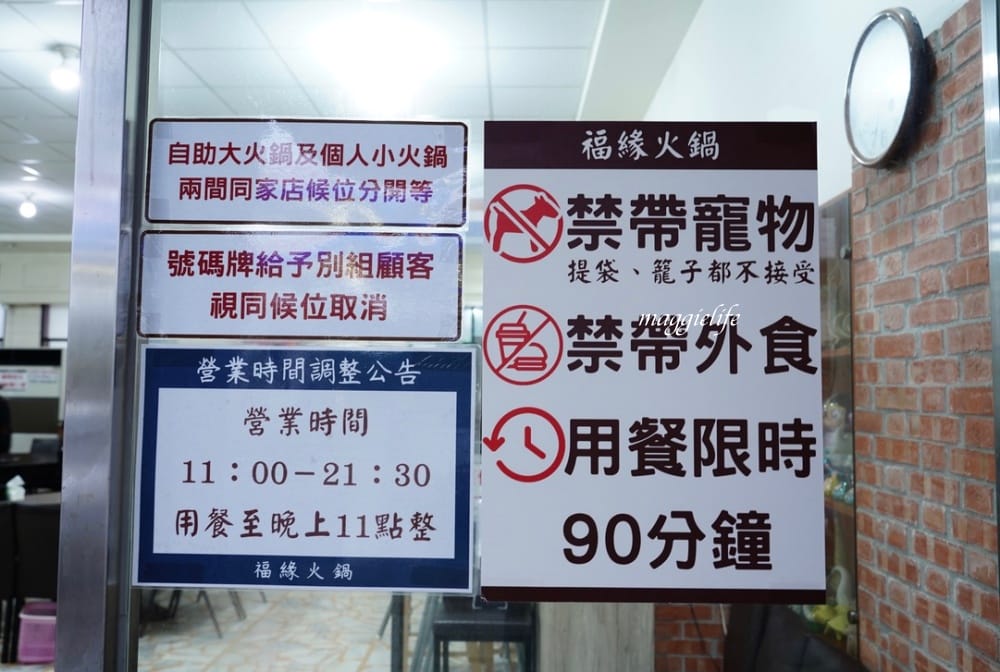 自助大火鍋及個人小火鍋
兩間同家店候位分開等
號碼牌給予別組顧客
視同候位取消
營業時間調整公告
營業時間
11：00－21：30
用餐至晚上11點整
福緣火鍋
福緣火鍋
禁帶寵物
提袋、籠子都不接受
禁帶外食
maggielife
用餐限時
90分鐘